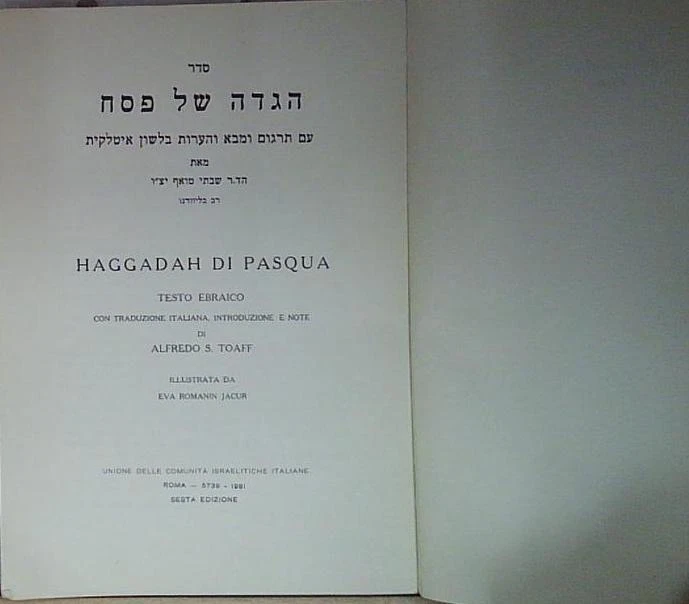 סדר
הגדה של פסח
עם תרגום ומבא והערות בלשון איטלקית
מאת
הד.ר שבתי טואף יצ״ו
רב בליוורנו
HAGGADAH DI PASQUA
TESTO EBRAICO
CON TRADUZIONE ITALIANA, INTRODUZIONE E NOTE
DI
ALFREDO S. TOAFF
ILLUSTRATA DA
EVA ROMANIN JACUR
UNIONE DELLE COMUNITÀ ISRAELITICHE ITALIANE
ROMA — 5739 - 1981
SESTA EDIZIONE